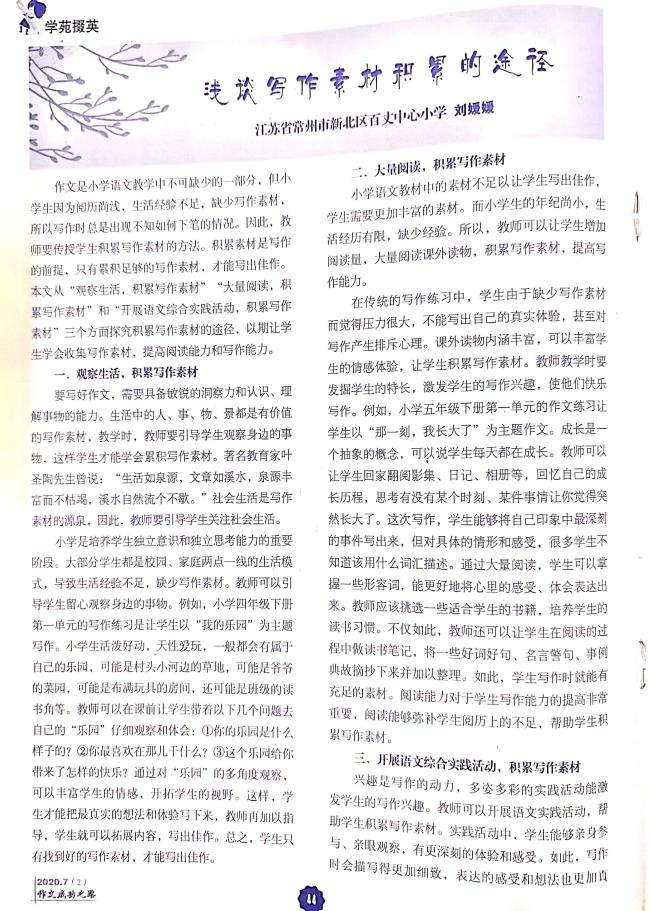 学苑掇英
浅谈写作素材积累的途径
江苏省常州市新北区百丈中心小学 刘媛媛
作文是小学语文教学中不可缺少的一部分，但小
学生因为阅历尚浅，生活经验不足，缺少写作素材，
所以写作时总是出现不知如何下笔的情况。因此，教
师要传授学生积累写作素材的方法。积累素材是写作
的前提，只有累积足够的写作素材，才能写出佳作。
本文从“观察生活，积累写作素材”“大量阅读，积
累写作素材”和“开展语文综合实践活动，积累写作
素材”三个方面探究积累写作素材的途径，以期让学
生学会收集写作素材，提高阅读能力和写作能力。
一、观察生活，积累写作素材
要写好作文，需要具备敏锐的洞察力和认识、理
解事物的能力。生活中的人、事、物、景都是有价值
的写作素材，教学时，教师要引导学生观察身边的事
物，这样学生才能学会累积写作素材。著名教育家叶
圣陶先生曾说：“生活如泉源，文章如溪水，泉源丰
富而不枯竭，溪水自然流个不歇。”社会生活是写作
素材的源泉，因此，教师要引导学生关注社会生活。
小学是培养学生独立意识和独立思考能力的重要
阶段。大部分学生都是校园、家庭两点一线的生活模
式，导致生活经验不足，缺少写作素材。教师可以引
导学生留心观察身边的事物。例如，小学四年级下册
第一单元的写作练习是让学生以“我的乐园”为主题
写作。小学生活泼好动，天性爱玩，一般都会有属于
自己的乐园，可能是村头小河边的草地，可能是爷爷
的菜园，可能是布满玩具的房间，还可能是班级的读
书角等。教师可以在课前让学生带着以下几个问题去
自己的“乐园”仔细观察和体会：①你的乐园是什么
样子的？②你最喜欢在那儿干什么？③这个乐园给你
带来了怎样的快乐？通过对“乐园”的多角度观察，
可以丰富学生的情感，开拓学生的视野。这样，学
生才能把最真实的想法和体验写下来，教师再加以指
导，学生就可以拓展内容，写出佳作。总之，学生只
有找到好的写作素材，才能写出佳作。
二、大量阅读，积累写作素材
小学语文教材中的素材不足以让学生写出佳作，
学生需要更加丰富的素材。而小学生的年纪尚小，生
活经历有限，缺少经验。所以，教师可以让学生增加
阅读量，大量阅读课外读物，积累写作素材，提高写
作能力。
在传统的写作练习中，学生由于缺少写作素材
而觉得压力很大，不能写出自己的真实体验，甚至对
写作产生排斥心理。课外读物内涵丰富，可以丰富学
生的情感体验，让学生积累写作素材。教师教学时要
发掘学生的特长，激发学生的写作兴趣，使他们快乐
写作。例如，小学五年级下册第一单元的作文练习让
学生以“那一刻，我长大了”为主题作文。成长是一
个抽象的概念，可以说学生每天都在成长。教师可以
让学生回家翻阅影集、日记、相册等，回忆自己的成
长历程，思考有没有某个时刻、某件事情让你觉得突
然长大了。这次写作，学生能够将自己印象中最深刻
的事件写出来，但对具体的情形和感受，很多学生不
知道该用什么词汇描述。通过大量阅读，学生可以掌
握一些形容词，能更好地将心里的感受、体会表达出
来。教师应该挑选一些适合学生的书籍，培养学生的
读书习惯。不仅如此，教师还可以让学生在阅读的过
程中做读书笔记，将一些好词好句、名言警句、事例
典故摘抄下来并加以整理。如此，学生写作时就能有
充足的素材。阅读能力对于学生写作能力的提高非常
重要，阅读能够弥补学生阅历上的不足，帮助学生积
累写作素材。
三、开展语文综合实践活动，积累写作素材
兴趣是写作的动力，多姿多彩的实践活动能激
发学生的写作兴趣。教师可以开展语文实践活动，帮
助学生积累写作素材。实践活动中，学生能够亲身参
与、亲眼观察，有更深刻的体验和感受。如此，写作
时会描写得更加细致，表达的感受和想法也更加真
2020.7（2）
作文成功之路
44